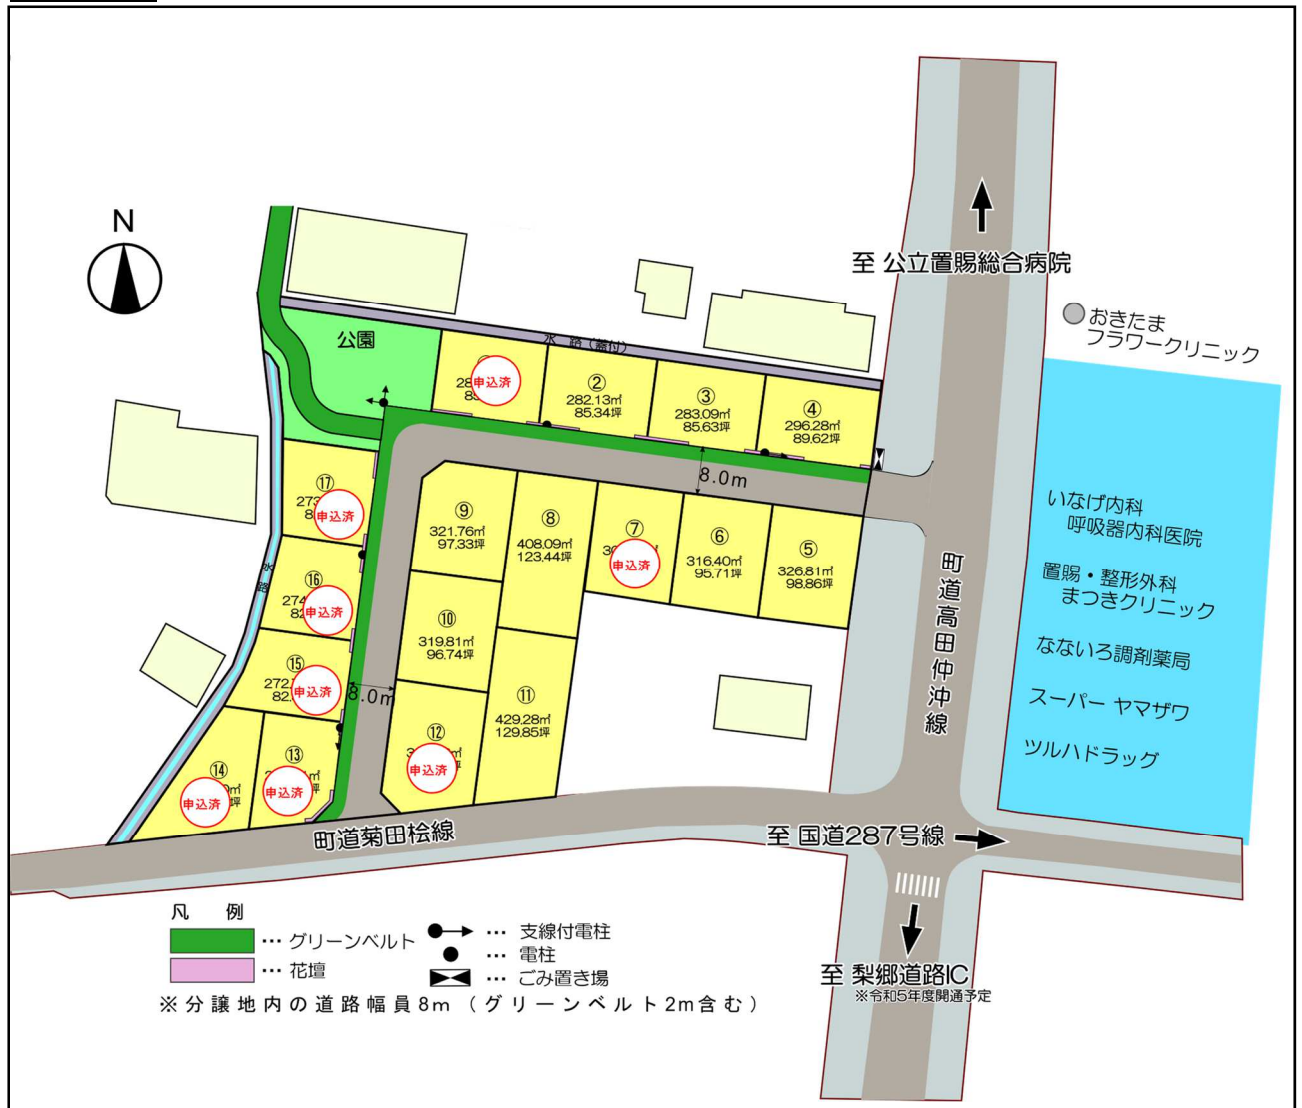 N
至 公立置賜総合病院
おきたま
フラワークリニック
公園
水路(蓋付)
申込済
②
282.13㎡
85.34坪
③
283.09㎡
85.63坪
④
296.28㎡
89.62坪
8.0m
⑰
273
申込済
⑨
321.76㎡
97.33坪
⑧
408.09㎡
123.44坪
⑦
申込済
⑥
316.40㎡
95.71坪
⑤
326.81㎡
98.86坪
いなげ内科
呼吸器内科医院
置賜・整形外科
まつきクリニック
なないろ調剤薬局
スーパー ヤマザワ
ツルハドラッグ
町道高田仲沖線
水路
⑯
274
82
申込済
⑩
319.81㎡
96.74坪
⑮
272
82.
申込済
8.0m
⑪
429.28㎡
129.85坪
⑫
申込済
⑭
申込済
⑬
申込済
町道菊田桧線
至 国道287号線
凡 例
… グリーンベルト
… 花壇
… 支線付電柱
… 電柱
… ごみ置き場
※分譲地内の道路幅員8m (グリーンベルト2m含む)
至 梨郷道路IC
※令和5年度開通予定